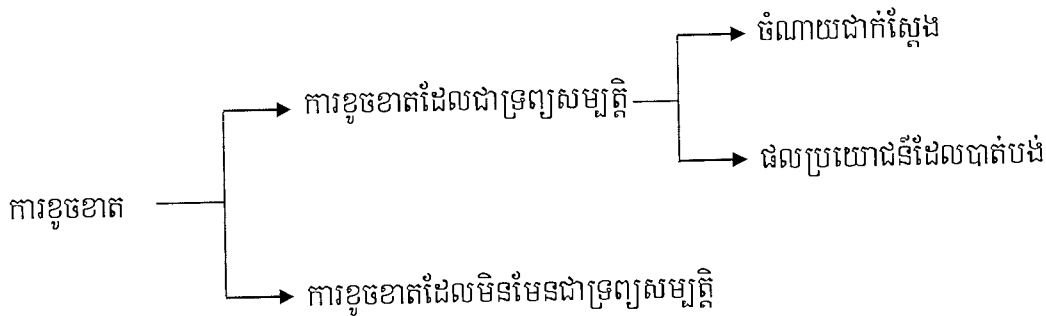 ចំណាយជាក់ស្តែង
ការខូចខាតដែលជាទ្រព្យសម្បត្តិ
ផលប្រយោជន៍ដែលបាត់បង់
ការខូចខាត
ការខូចខាតដែលមិនមែនជាទ្រព្យសម្បត្តិ